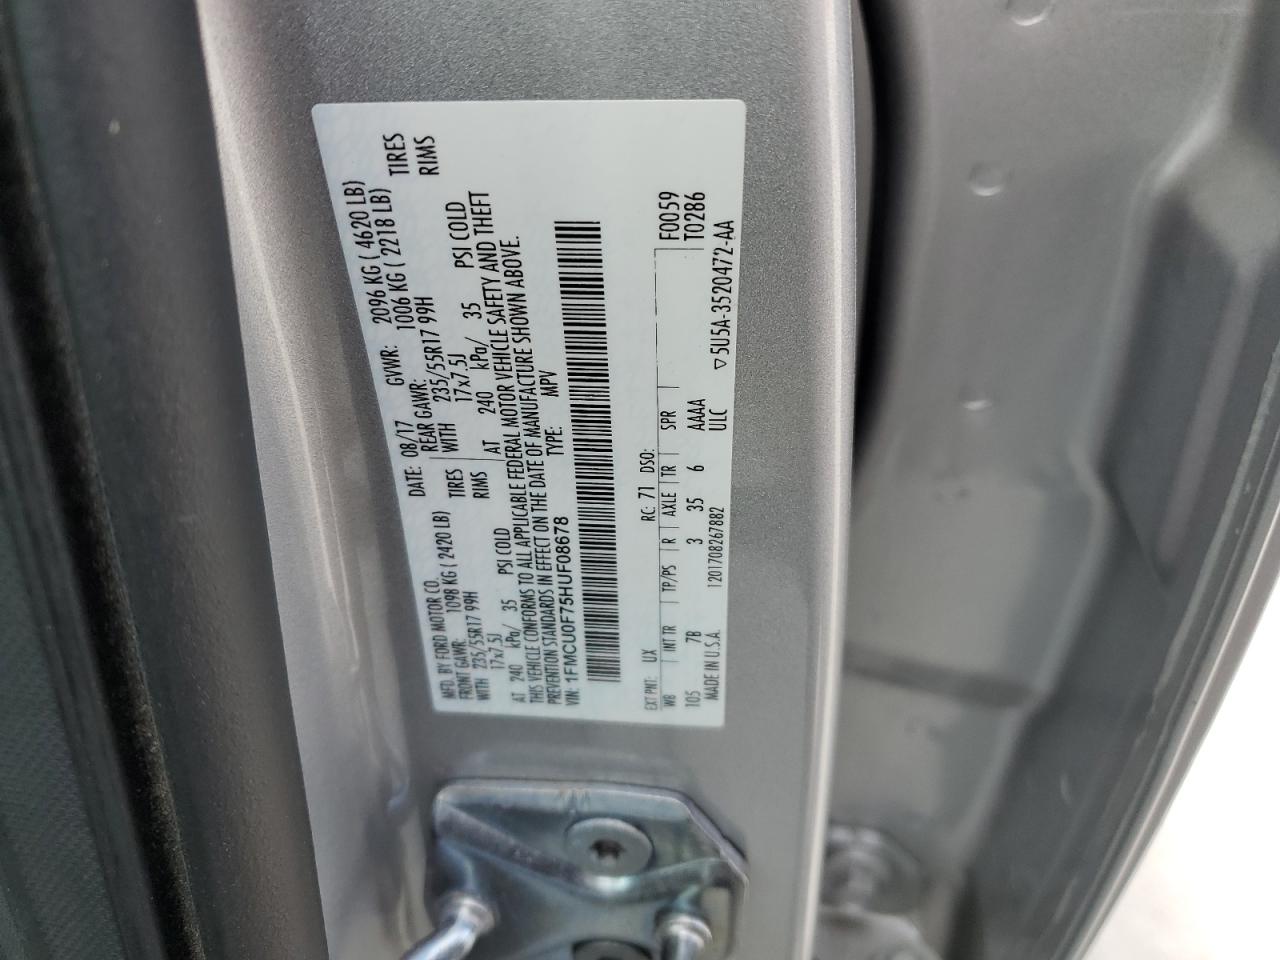 MFD. BY FORD MOTOR CO.
DATE: 08/17 GVWR: 2096 KG ( 4620 LB)
FRONT GAWR: 1098 KG ( 2420 LB)
REAR GAWR: 1006 KG ( 2218 LB)
WITH 235/55R17 99H TIRES
WITH 235/55R17 99H TIRES
17x7.5J RIMS
17x7.5J RIMS
AT 240 kPa/ 35 PSI COLD
AT 240 kPa/ 35 PSI COLD
THIS VEHICLE CONFORMS TO ALL APPLICABLE FEDERAL MOTOR VEHICLE SAFETY AND THEFT
PREVENTION STANDARDS IN EFFECT ON THE DATE OF MANUFACTURE SHOWN ABOVE.
VIN: 1FMCU0F75HUF08678 TYPE: MPV
EXT PNT: UX RC: 71 DSO: F0059
WB INT TR TP/PS R AXLE TR SPR T0286
105 7B 3 35 6 AAAA ▽5U5A-3520472-AA
MADE IN U.S.A. 1201708267882 ULC